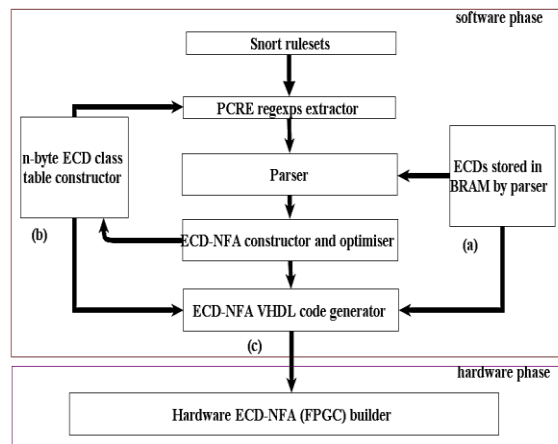 software phase
Snort rulesets
PCRE regexps extractor
n-byte ECD class
table constructor
(b)
Parser
ECDs stored in
BRAM by parser
(a)
ECD-NFA constructor and optimiser
ECD-NFA VHDL code generator
(c)
hardware phase
Hardware ECD-NFA (FPGC) builder